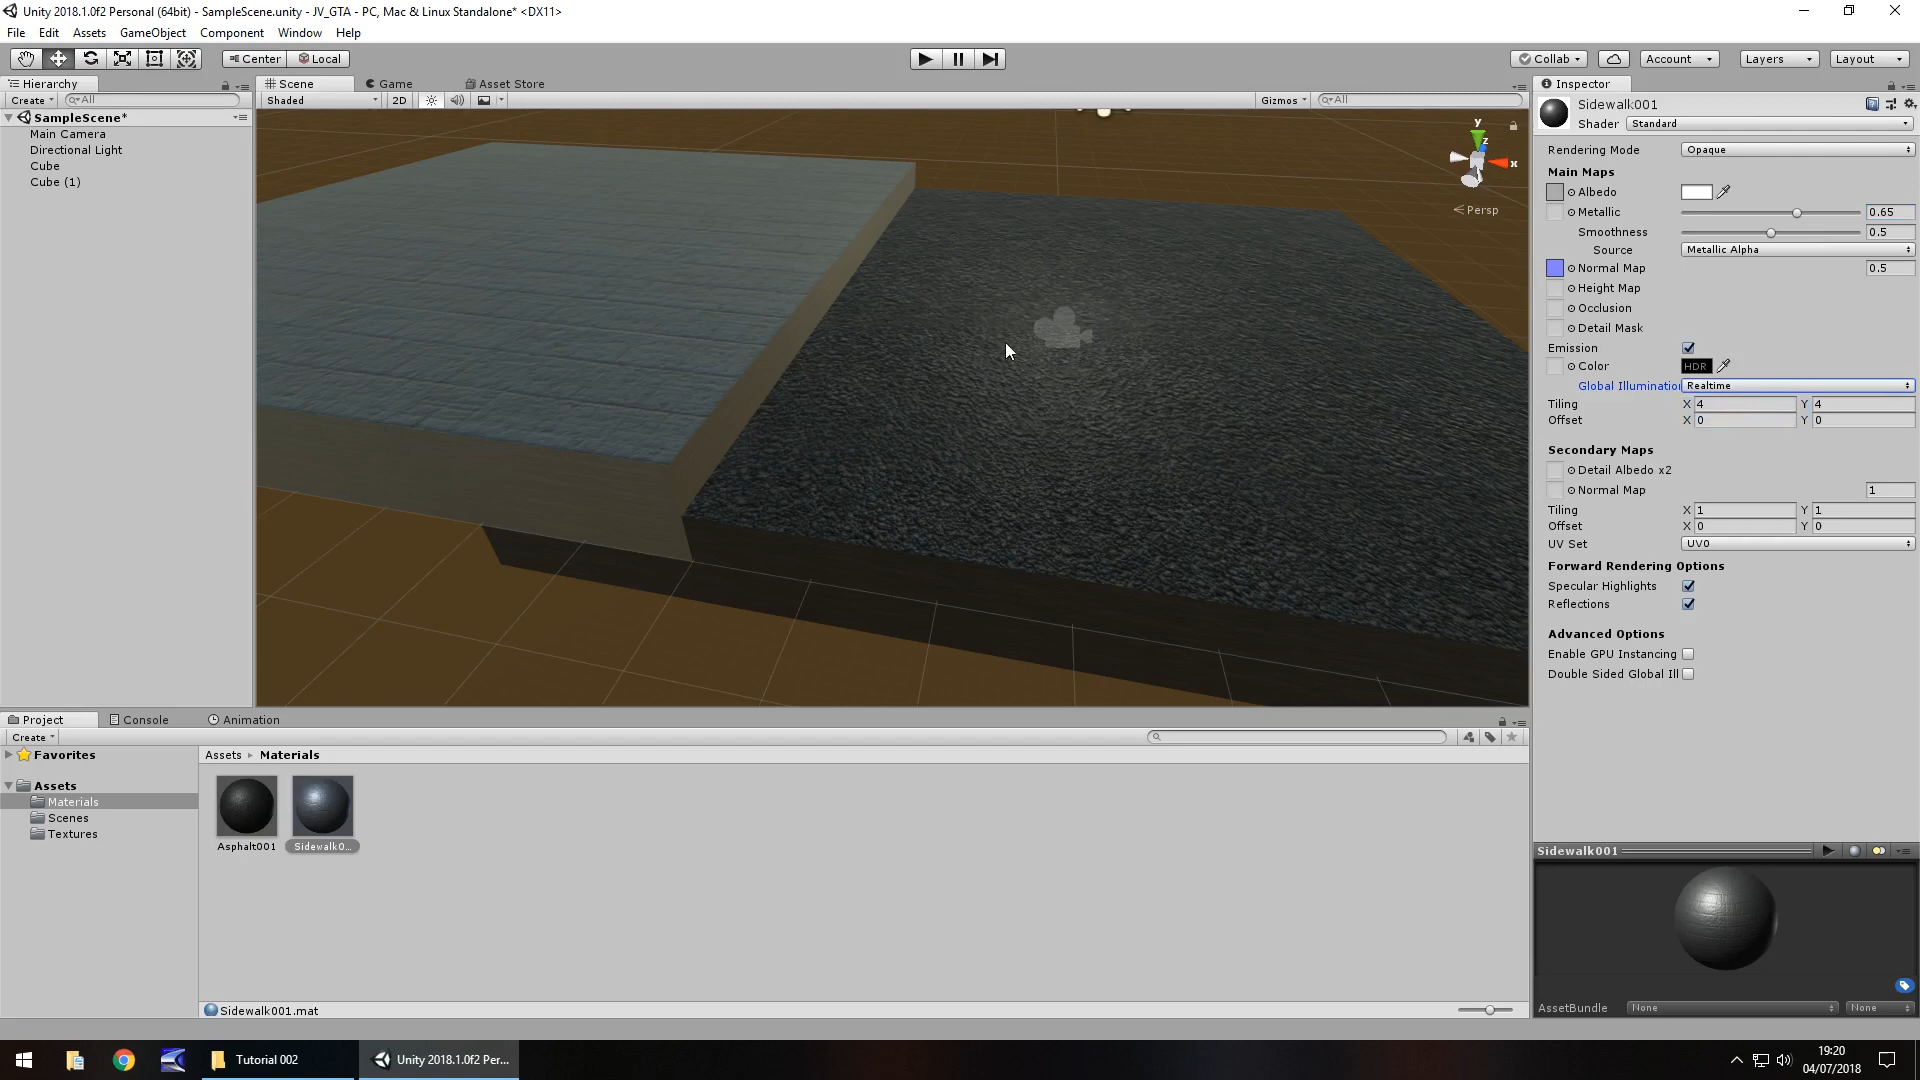 Unity 2018.1.0f2 Personal (64bit) - SampleScene.unity - JV_GTA - PC, Mac & Linux Standalone* <DX11>
File Edit Assets GameObject Component Window Help
Center Local Collab Account Layers Layout
Hierarchy Scene Game Asset Store Inspector
Create All Shaded 2D Gizmos All
SampleScene*
Main Camera
Directional Light
Cube
Cube (1)
y
z
x
Persp
Sidewalk001
Shader Standard
Rendering Mode Opaque
Main Maps
Albedo
Metallic 0.65
Smoothness 0.5
Source Metallic Alpha
Normal Map 0.5
Height Map
Occlusion
Detail Mask
Emission
Color HDR
Global Illumination Realtime
Tiling X 4 Y 4
Offset X 0 Y 0
Secondary Maps
Detail Albedo x2
Normal Map 1
Tiling X 1 Y 1
Offset X 0 Y 0
UV Set UV0
Forward Rendering Options
Specular Highlights
Reflections
Advanced Options
Enable GPU Instancing
Double Sided Global Ill
Project Console Animation
Create
Favorites
Assets
Materials
Scenes
Textures
Assets Materials
Asphalt001 Sidewalk0...
Sidewalk001.mat
Sidewalk001
AssetBundle None None
Tutorial 002 Unity 2018.1.0f2 Per...
19:20
04/07/2018